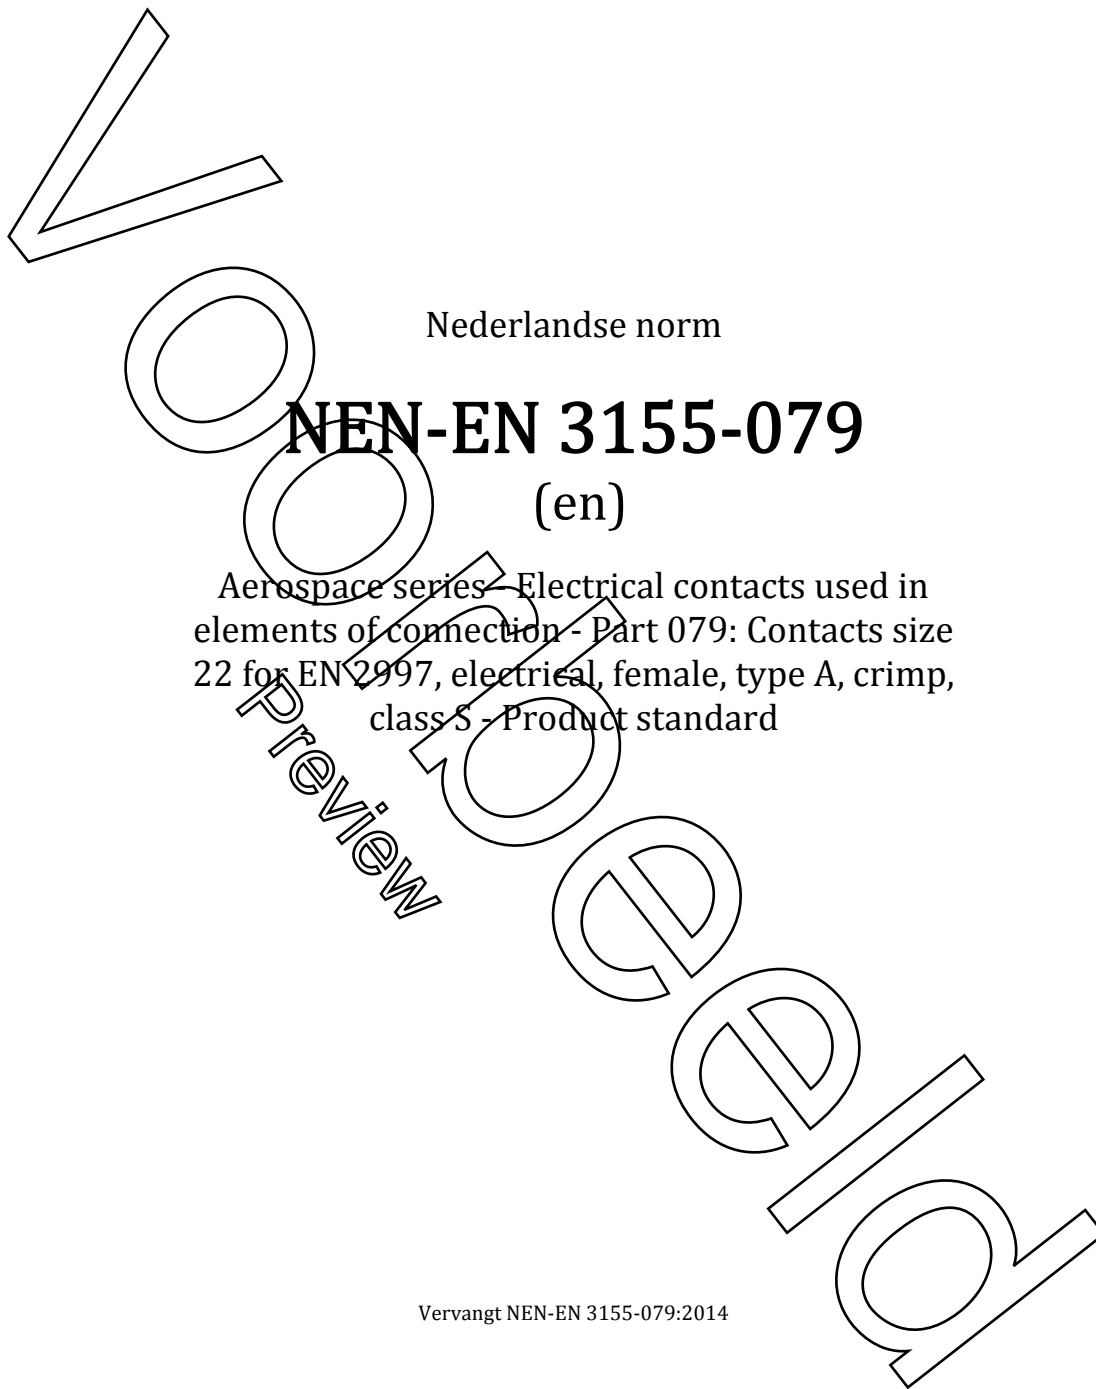 Nederlandse norm
NEN-EN 3155-079
(en)
Aerospace series - Electrical contacts used in
elements of connection - Part 079: Contacts size
22 for EN 2997, electrical, female, type A, crimp,
class S - Product standard
Voorbeeld
Preview
Vervangt NEN-EN 3155-079:2014